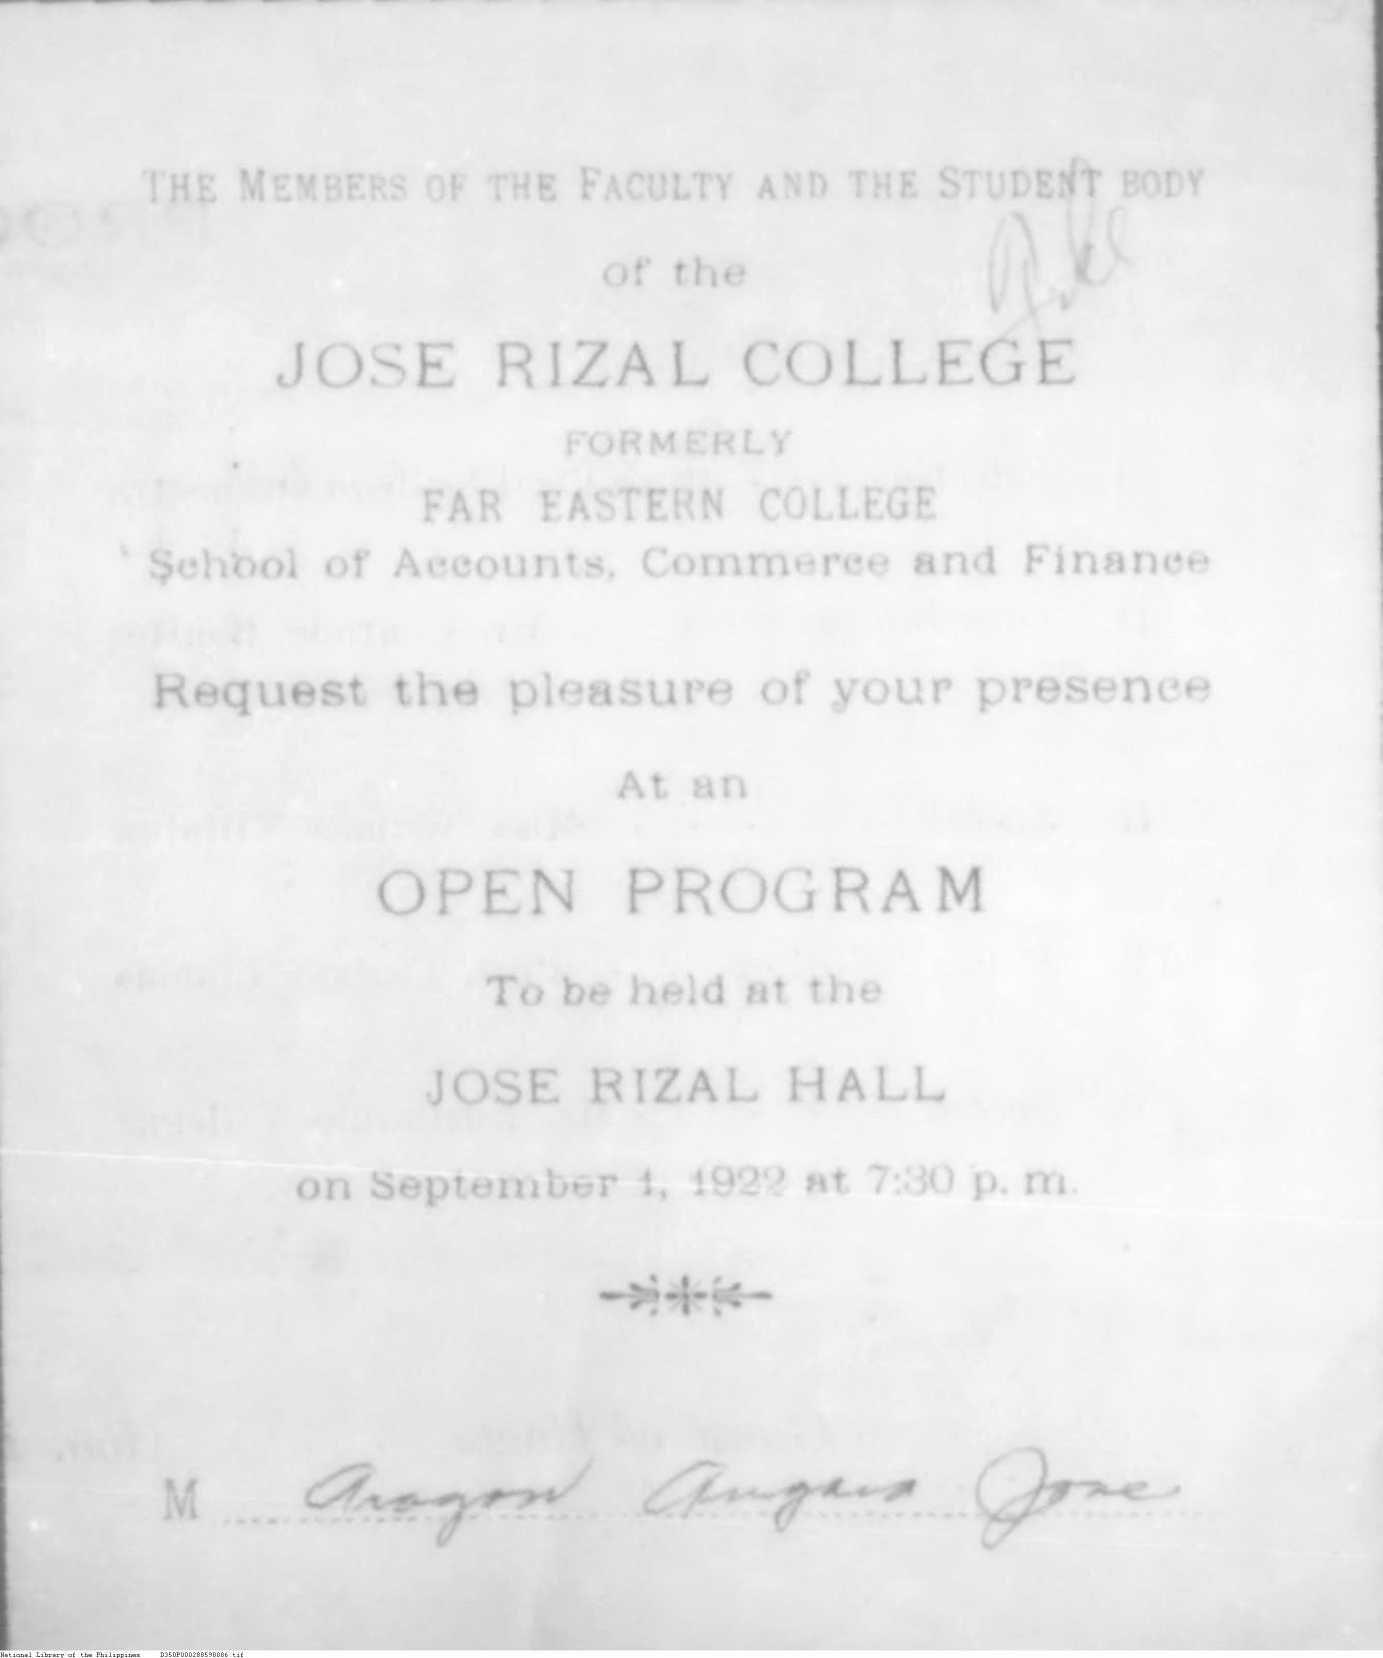 THE MEMBERS OF THE FACULTY AND THE STUDENT BODY
of the
JOSE RIZAL COLLEGE
FORMERLY
FAR EASTERN COLLEGE
School of Accounts, Commerce and Finance
Request the pleasure of your presence
At an
OPEN PROGRAM
To be held at the
JOSE RIZAL HALL
on September 1, 1922 at 7:30 p. m.
M Aragon Angara Jose
National Library of the Philippines D350P000288590086.tif